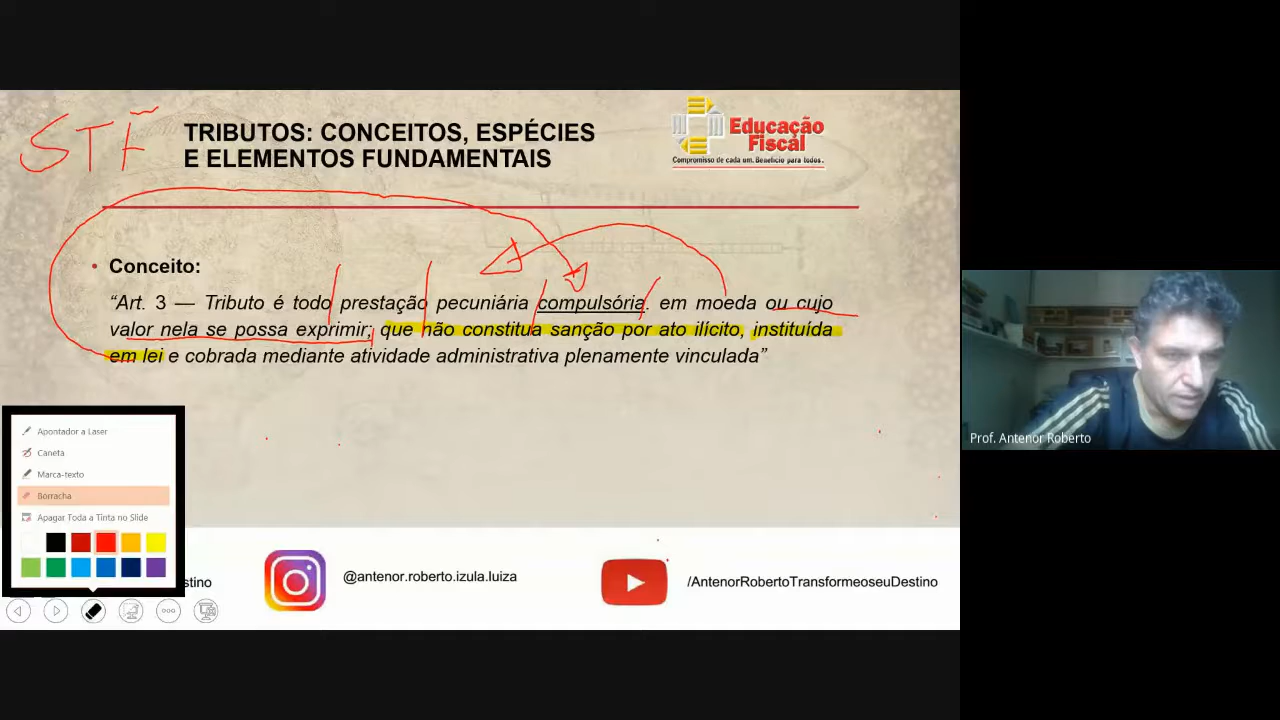 STF
TRIBUTOS: CONCEITOS, ESPÉCIES
E ELEMENTOS FUNDAMENTAIS
Educação
Fiscal
Compromisso de cada um. Benefício para todos.
• Conceito:
“Art. 3 — Tributo é todo prestação pecuniária compulsória. em moeda ou cujo
valor nela se possa exprimir; que não constitua sanção por ato ilícito, instituída
em lei e cobrada mediante atividade administrativa plenamente vinculada”
Prof. Antenor Roberto
Apontador a Laser
Caneta
Marca-texto
Borracha
Apagar Toda a Tinta no Slide
stino
@antenor.roberto.izula.luiza
/AntenorRobertoTransformeoseuDestino